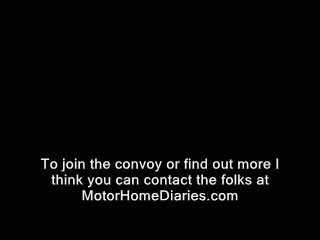 To join the convoy or find out more I
think you can contact the folks at
MotorHomeDiaries.com